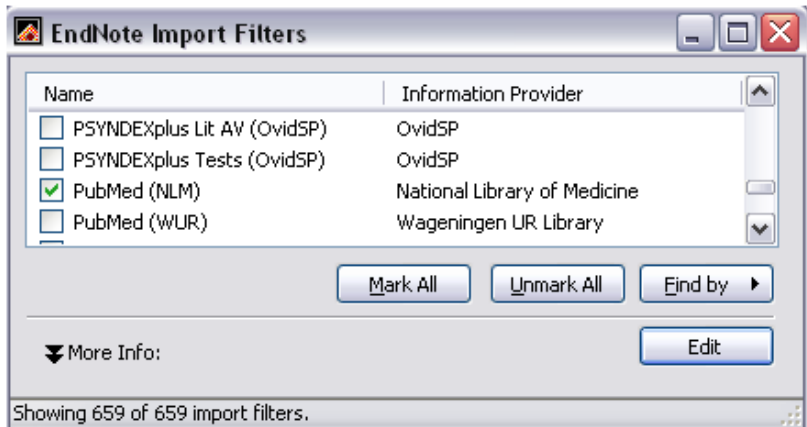 EndNote Import Filters
Name Information Provider
PSYNDEXplus Lit AV (OvidSP) OvidSP
PSYNDEXplus Tests (OvidSP) OvidSP
PubMed (NLM) National Library of Medicine
PubMed (WUR) Wageningen UR Library
Mark All Unmark All Find by
More Info: Edit
Showing 659 of 659 import filters.